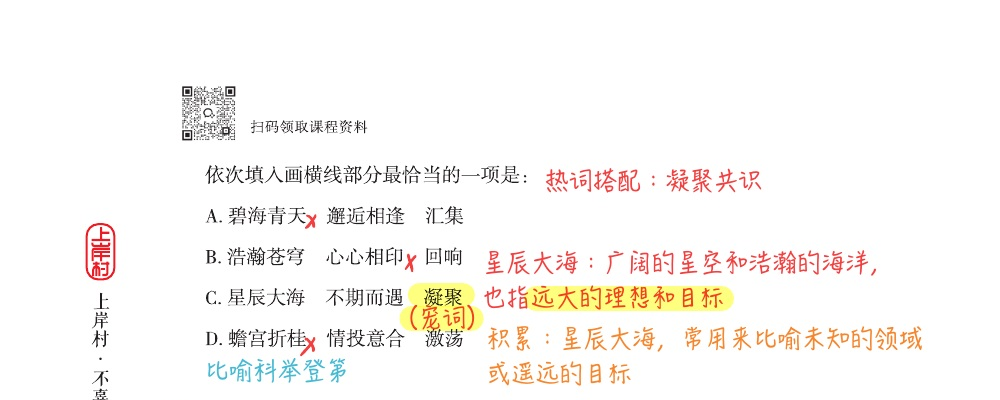 扫码领取课程资料
依次填入画横线部分最恰当的一项是：
热词搭配：凝聚共识
A. 碧海青天 邂逅相逢 汇集
B. 浩瀚苍穹 心心相印 回响
星辰大海：广阔的星空和浩瀚的海洋，
C. 星辰大海 不期而遇 凝聚
也指远大的理想和目标
(宠词)
D. 蟾宫折桂 情投意合 激荡
积累：星辰大海，常用来比喻未知的领域
比喻科举登第
或遥远的目标
上岸村
上岸村·不